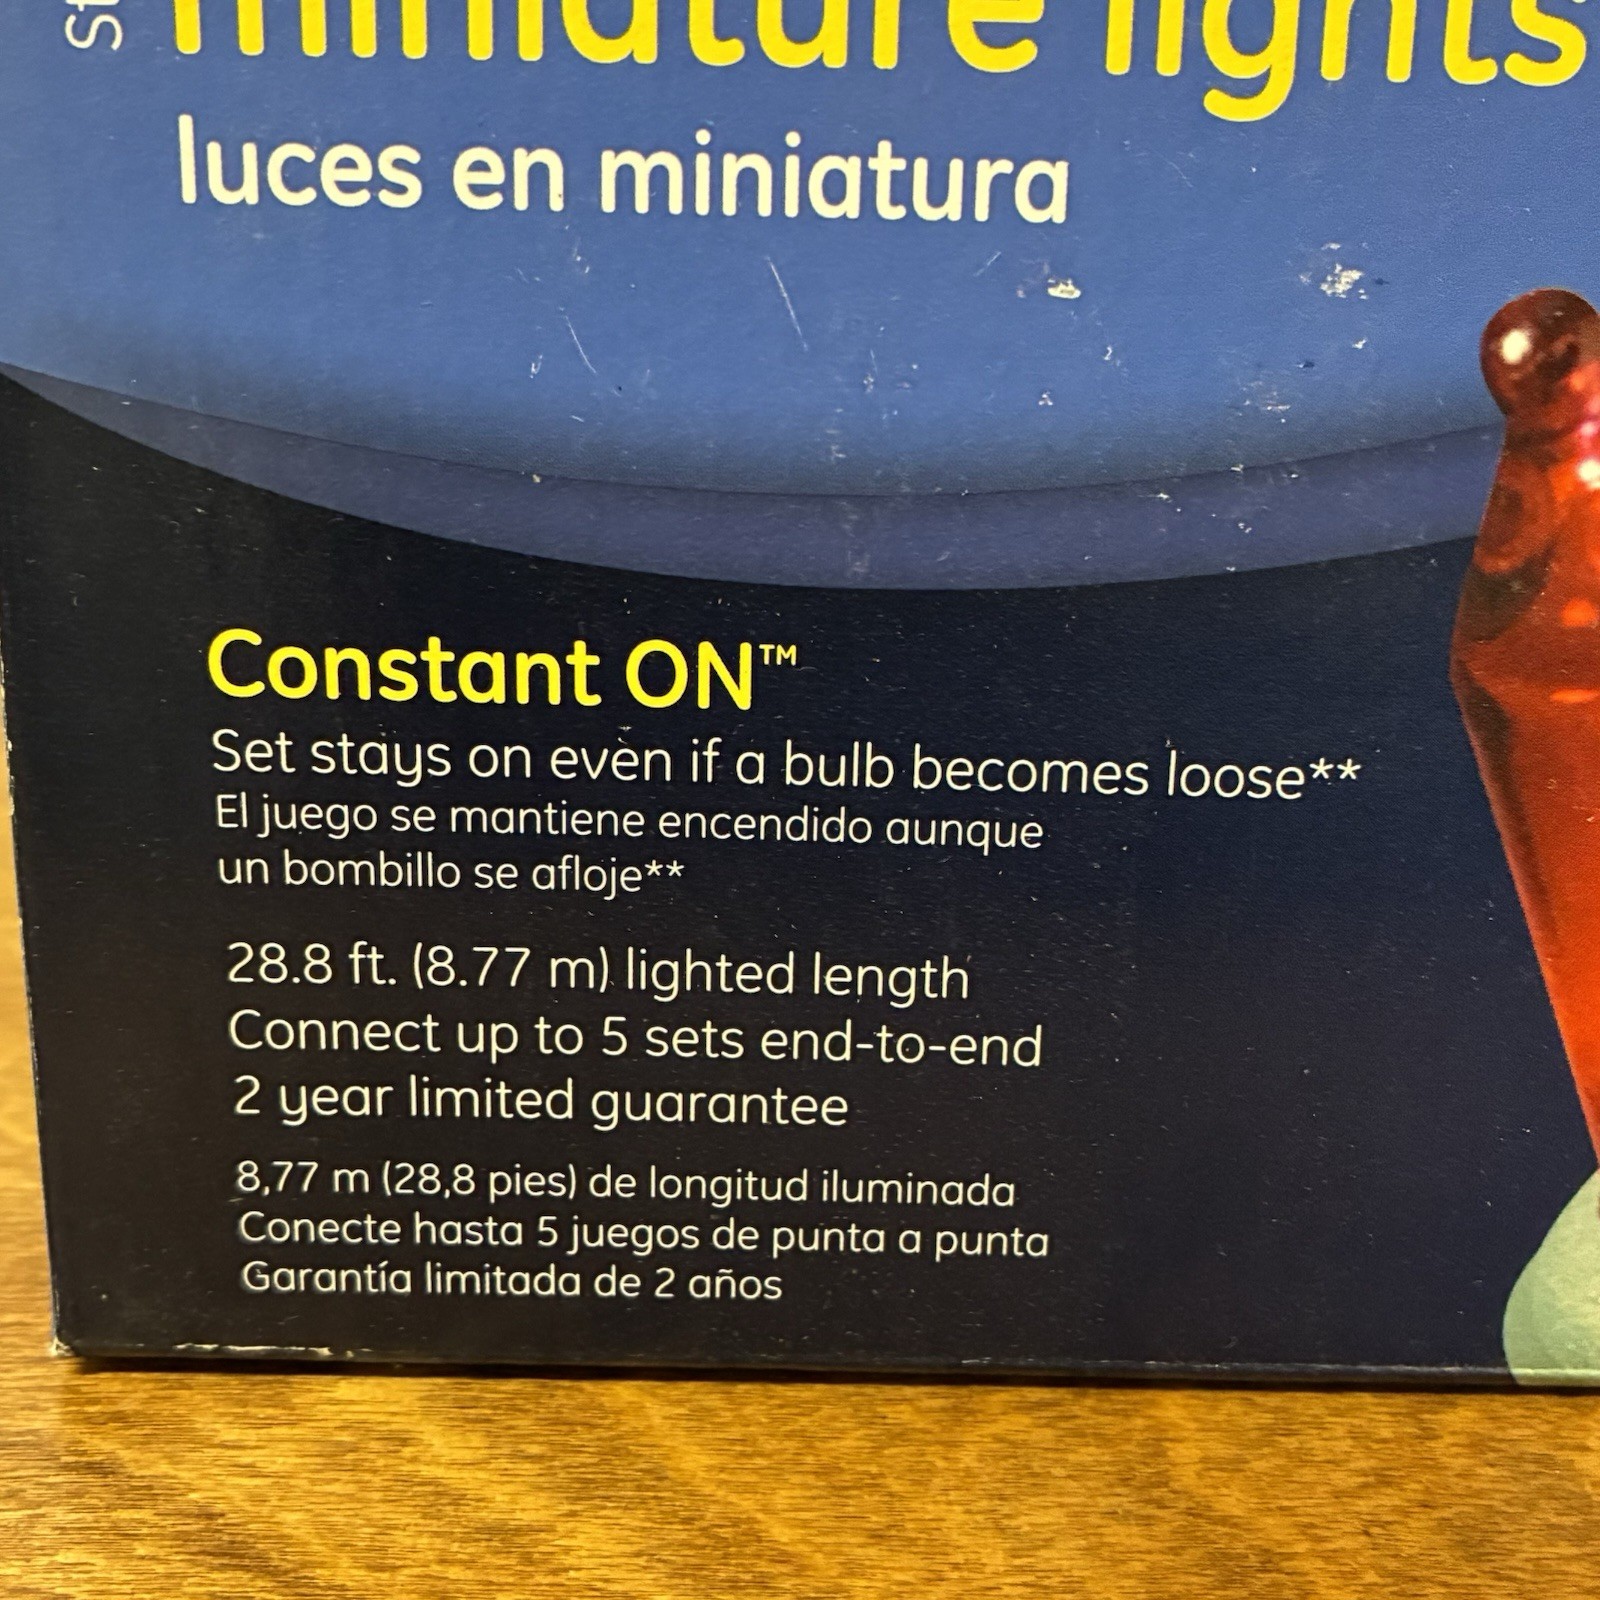 miniature lights
luces en miniatura
Constant ON™
Set stays on even if a bulb becomes loose**
El juego se mantiene encendido aunque
un bombillo se afloje**
28.8 ft. (8.77 m) lighted length
Connect up to 5 sets end-to-end
2 year limited guarantee
8,77 m (28,8 pies) de longitud iluminada
Conecte hasta 5 juegos de punta a punta
Garantía limitada de 2 años